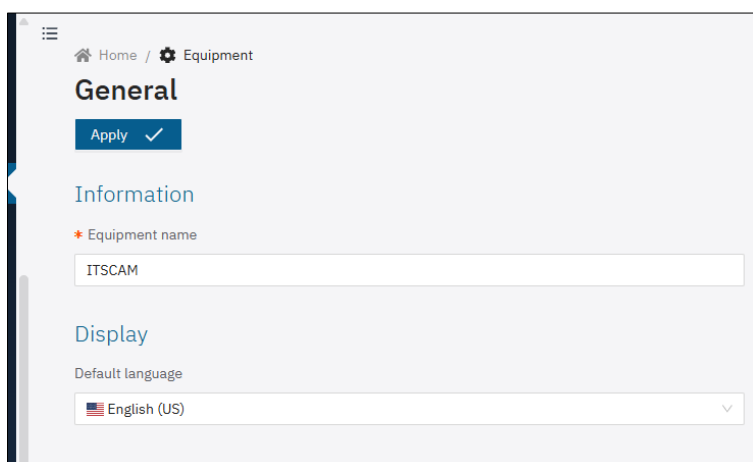 Home / Equipment
General
Apply
Information
* Equipment name
ITSCAM
Display
Default language
English (US)